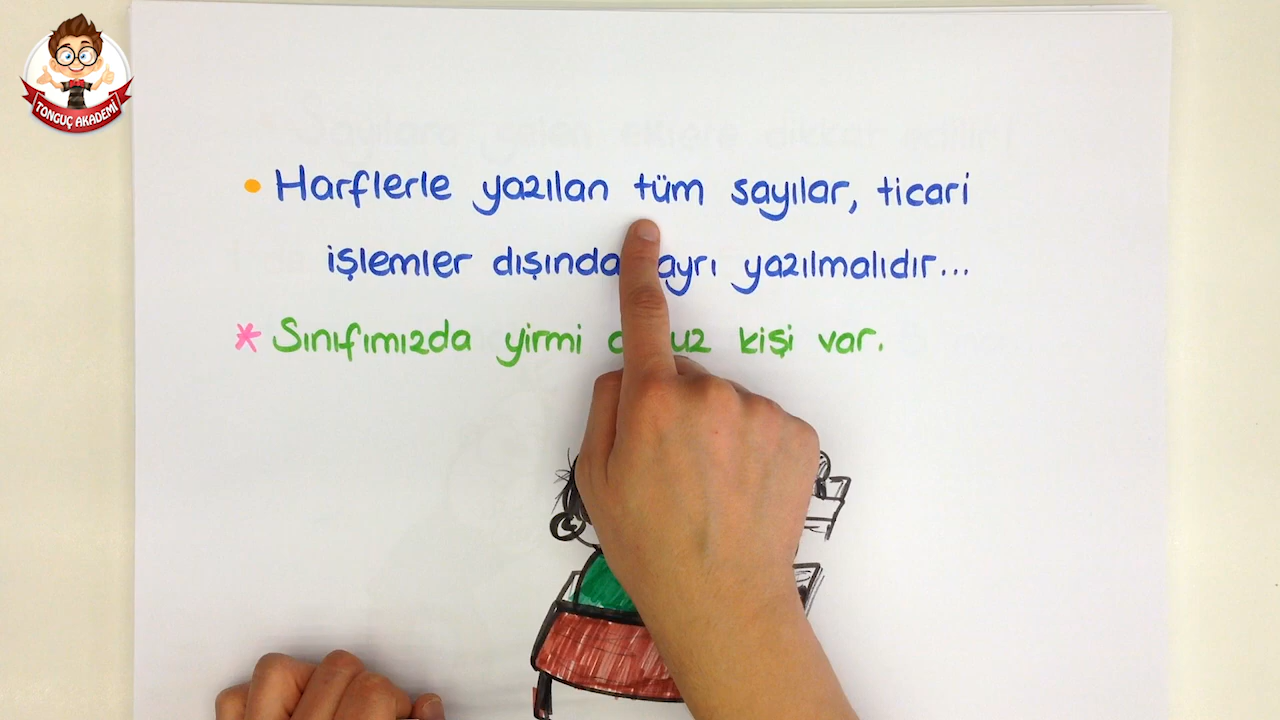 TONGUÇ AKADEMİ
• Harflerle yazılan tüm sayılar, ticari
işlemler dışında ayrı yazılmalıdır...
* Sınıfımızda yirmi kişi var.